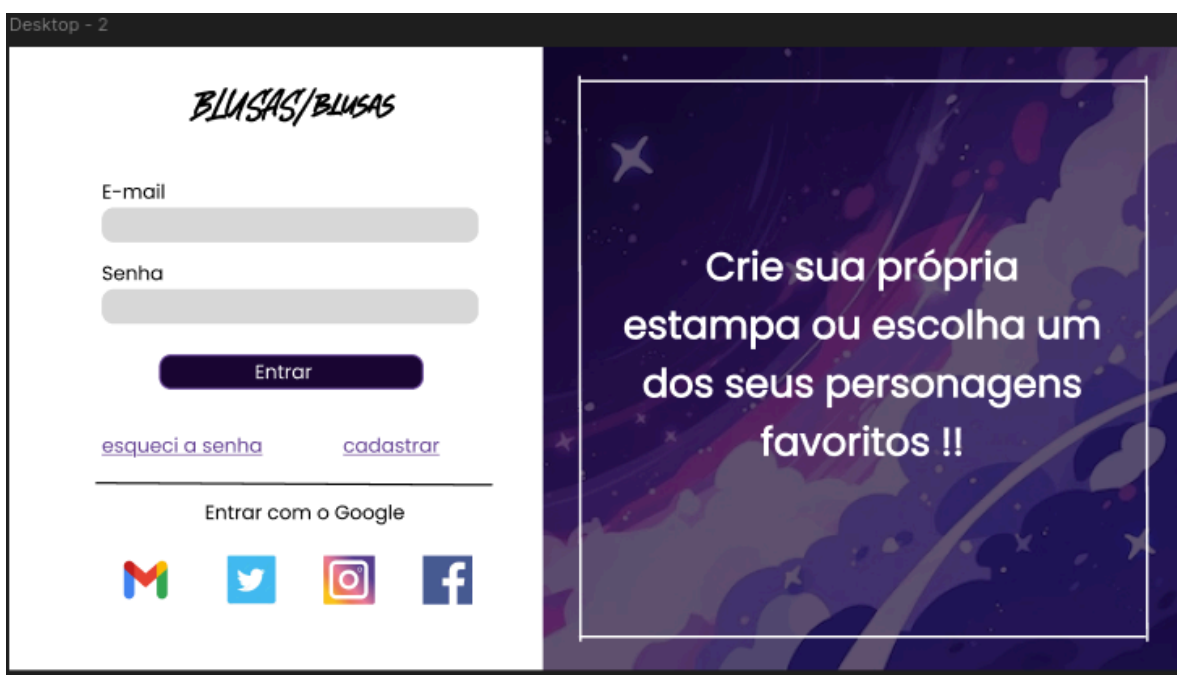 Desktop - 2
BLUSAS/BLUSAS
E-mail
Senha
Entrar
esqueci a senha
cadastrar
Entrar com o Google
Crie sua própria
estampa ou escolha um
dos seus personagens
favoritos !!